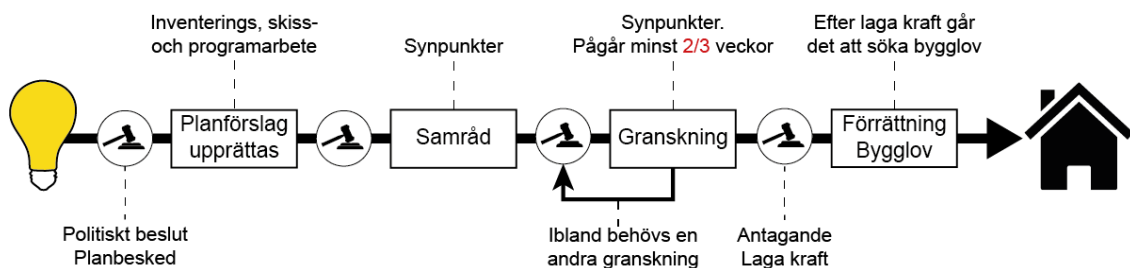 Inventerings, skiss-
och programarbete
Synpunkter
Synpunkter.
Pågår minst 2/3 veckor
Efter laga kraft går
det att söka bygglov
Planförslag
upprättas
Samråd
Granskning
Förrättning
Bygglov
Politiskt beslut
Planbesked
Ibland behövs en
andra granskning
Antagande
Laga kraft